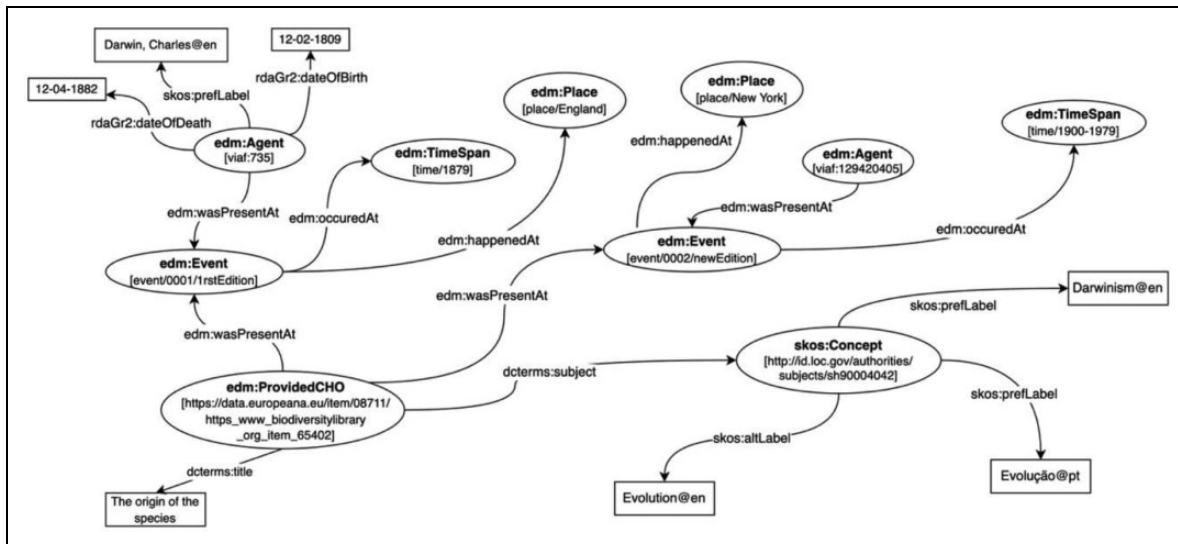 Darwin, Charles@en
12-02-1809
12-04-1882
skos:prefLabel
rdaGr2:dateOfBirth
rdaGr2:dateOfDeath
edm:Agent
[viaf:735]
edm:Place
[place/England]
edm:Place
[place/New York]
edm:TimeSpan
[time/1900-1979]
edm:happenedAt
edm:TimeSpan
[time/1879]
edm:Agent
[viaf:129420405]
edm:wasPresentAt
edm:occuredAt
edm:wasPresentAt
edm:happenedAt
edm:occuredAt
edm:Event
[event/0001/1rstEdition]
edm:Event
[event/0002/newEdition]
edm:wasPresentAt
edm:wasPresentAt
Darwinism@en
skos:prefLabel
skos:Concept
[http://id.loc.gov/authorities/
subjects/sh90004042]
dcterms:subject
edm:ProvidedCHO
[https://data.europeana.eu/item/08711/
https_www_biodiversitylibrary
_org_item_65402]
skos:prefLabel
skos:altLabel
dcterms:title
The origin of the
species
Evolution@en
Evolução@pt